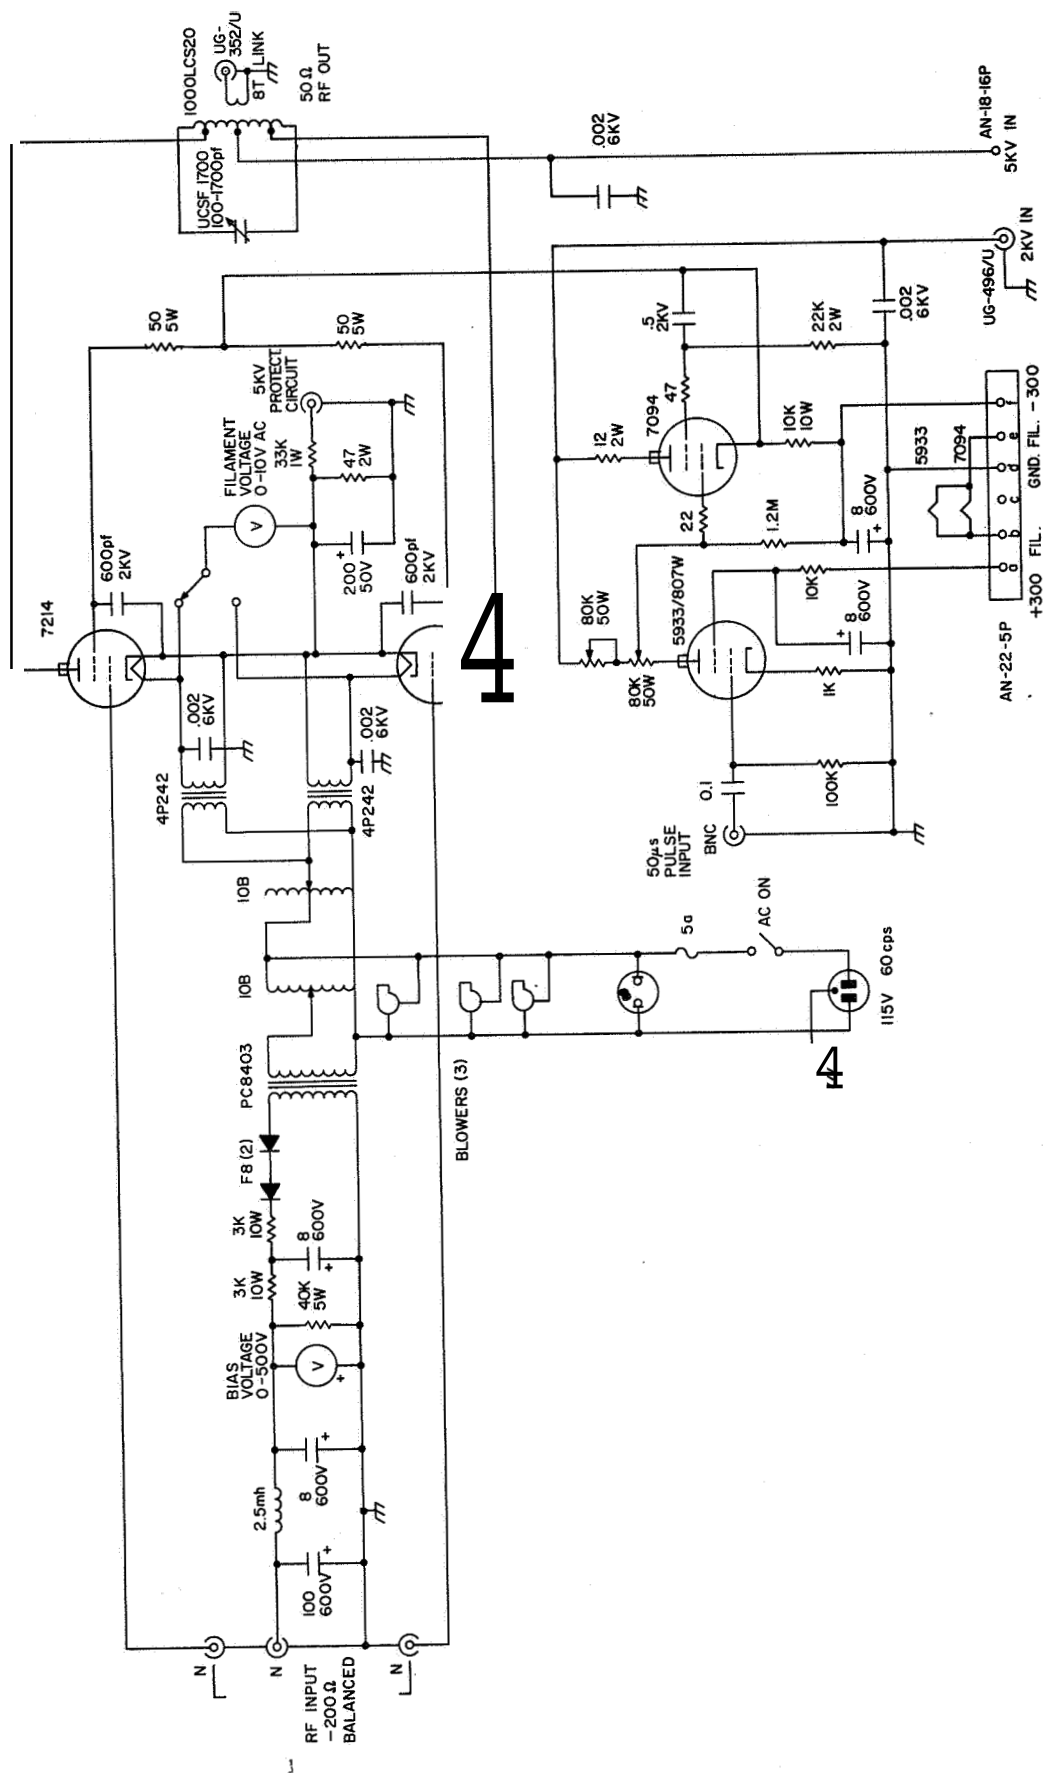 1000LCS20
UG-
352/U
8T LINK
50Ω
RF OUT
UCSF 1700
100-1700pf
.002
6KV
AN-18-16P
5KV IN
50
5W
50
5W
5KV
PROTECT.
CIRCUIT
FILAMENT
VOLTAGE
0-10V AC
33K
1W
47
2W
V
200 +
50V
600pf
2KV
600pf
2KV
7214
4
.002
6KV
.002
6KV
4P242
4P242
.5
2KV
22K
2W
.002
6KV
UG-496/U
2KV IN
12
2W
7094
47
10K
10W
22
1.2M
8
600V
+
80K
50W
80K
50W
5933/807W
10K
8
600V
+
1K
5933
7094
a
b
c
d
e
f
+300 FIL. GND. FIL. -300
AN-22-5P
0.1
100K
BNC
50μs
PULSE
INPUT
10B
10B
5a
AC ON
115V 60cps
4
PC8403
BLOWERS (3)
F8 (2)
3K
10W
3K
10W
8
600V
+
40K
5W
BIAS
VOLTAGE
0-500V
V
+
8
600V
+
2.5mh
100
600V
+
N
N
N
RF INPUT
-200Ω
BALANCED